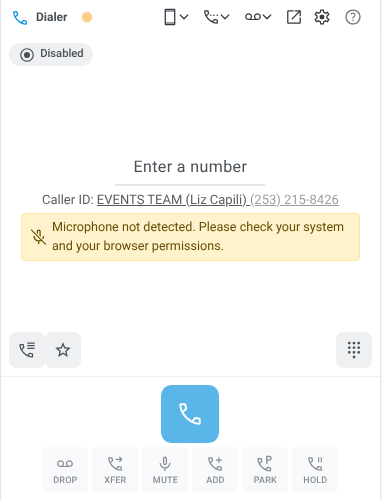 Dialer
Disabled
Enter a number
Caller ID: EVENTS TEAM (Liz Capili) (253) 215-8426
Microphone not detected. Please check your system
and your browser permissions.
DROP XFER MUTE ADD PARK HOLD